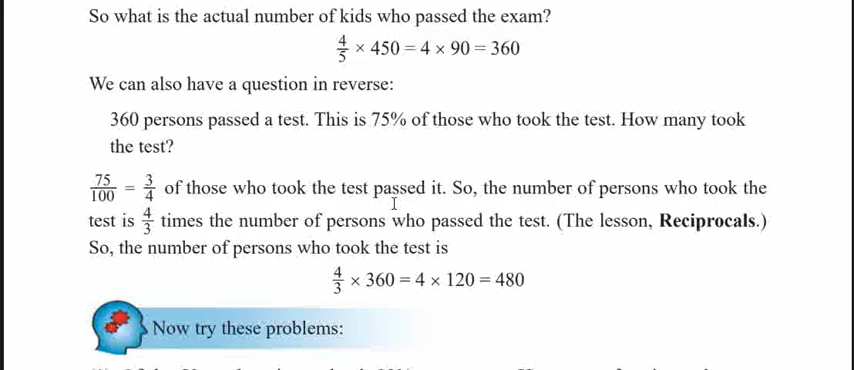 So what is the actual number of kids who passed the exam?
4/5 × 450 = 4 × 90 = 360
We can also have a question in reverse:
360 persons passed a test. This is 75% of those who took the test. How many took
the test?
75/100 = 3/4 of those who took the test passed it. So, the number of persons who took the
test is 4/3 times the number of persons who passed the test. (The lesson, Reciprocals.)
So, the number of persons who took the test is
4/3 × 360 = 4 × 120 = 480
Now try these problems: